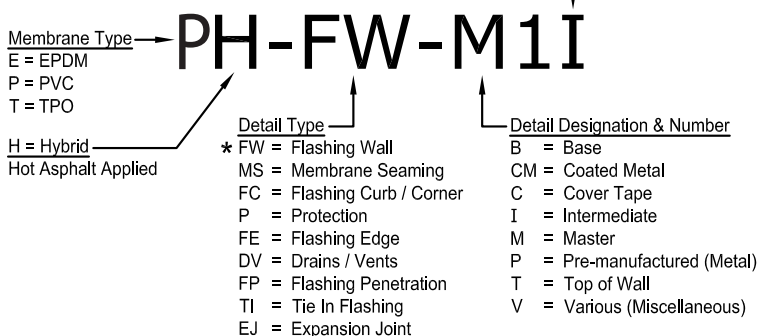 PH-FW-M1I
Membrane Type
E = EPDM
P = PVC
T = TPO
H = Hybrid
Hot Asphalt Applied
Detail Type
* FW = Flashing Wall
MS = Membrane Seaming
FC = Flashing Curb / Corner
P = Protection
FE = Flashing Edge
DV = Drains / Vents
FP = Flashing Penetration
TI = Tie In Flashing
EJ = Expansion Joint
Detail Designation & Number
B = Base
CM = Coated Metal
C = Cover Tape
I = Intermediate
M = Master
P = Pre-manufactured (Metal)
T = Top of Wall
V = Various (Miscellaneous)